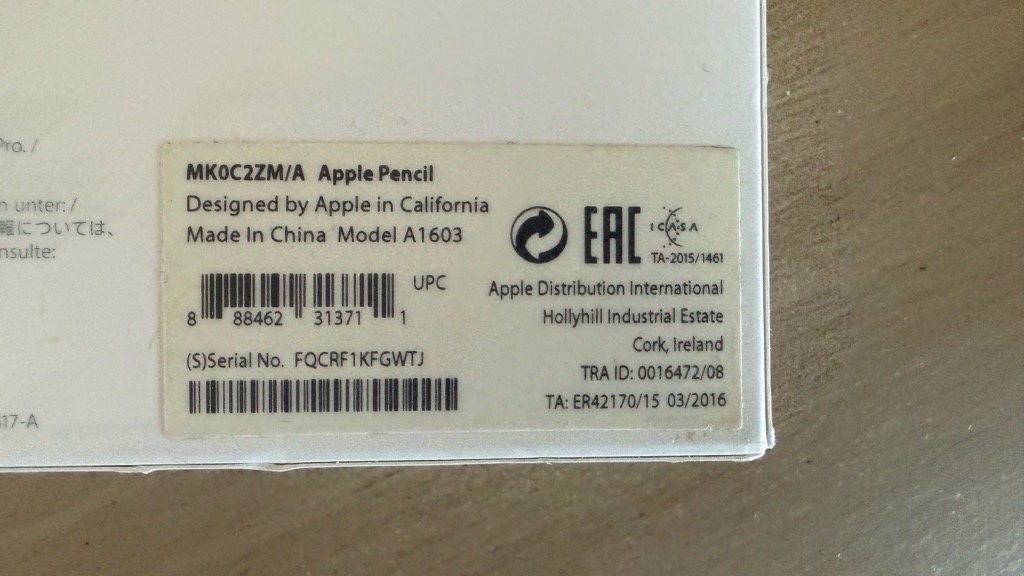 Pro. /
n unter: /
報については、
nsulte:
17-A
MK0C2ZM/A Apple Pencil
Designed by Apple in California
Made In China Model A1603
UPC
8 88462 31371 1
(S)Serial No. FQCRF1KFGWTJ
EAC
ICASA
TA-2015/1461
Apple Distribution International
Hollyhill Industrial Estate
Cork, Ireland
TRA ID: 0016472/08
TA: ER42170/15 03/2016